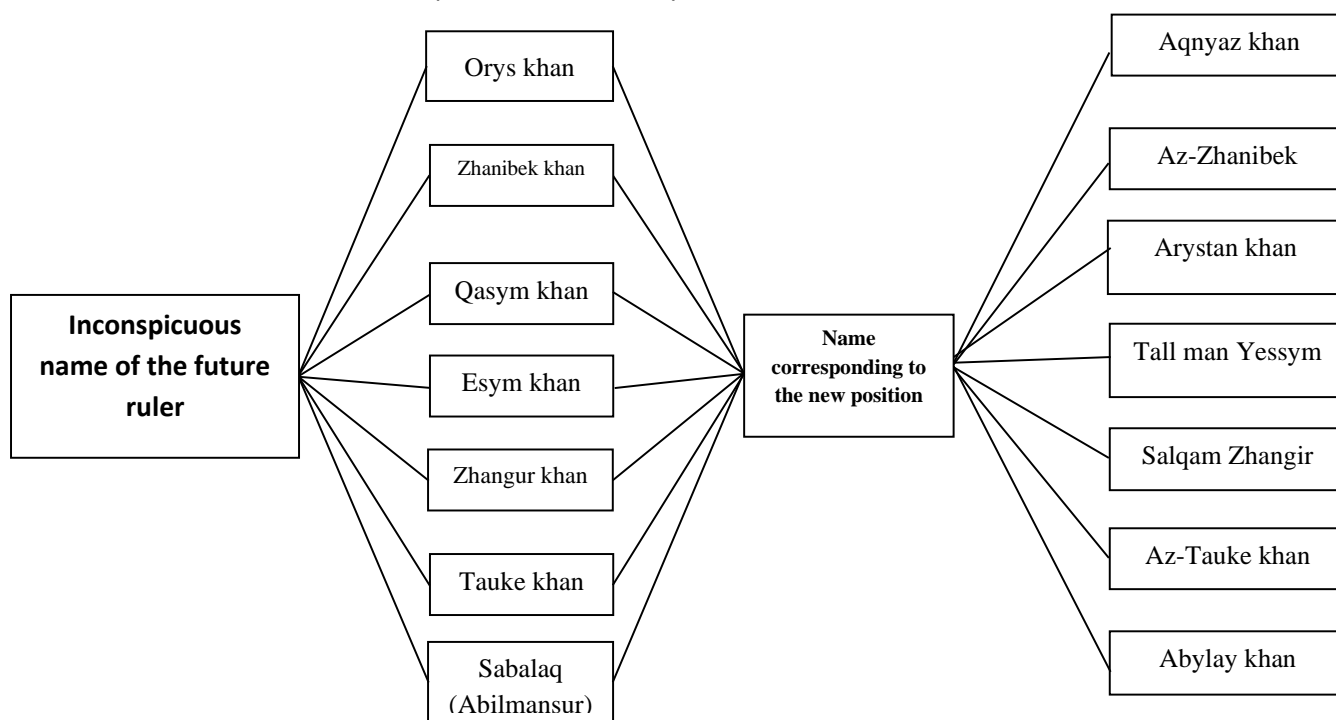 Inconspicuous
name of the future
ruler
Orys khan
Zhanibek khan
Qasym khan
Esym khan
Zhangur khan
Tauke khan
Sabalaq
(Abilmansur)
Name
corresponding to
the new position
Aqnyaz khan
Az-Zhanibek
Arystan khan
Tall man Yessym
Salqam Zhangir
Az-Tauke khan
Abylay khan